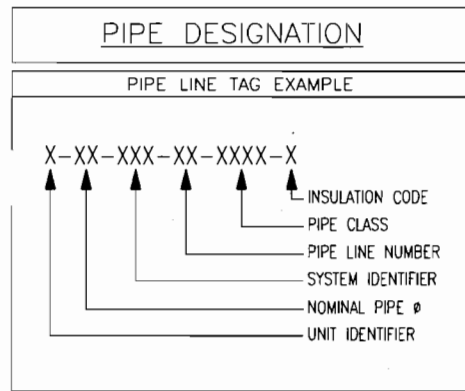 PIPE DESIGNATION
PIPE LINE TAG EXAMPLE
X-XX-XXX-XX-XXXX-X
INSULATION CODE
PIPE CLASS
PIPE LINE NUMBER
SYSTEM IDENTIFIER
NOMINAL PIPE Ø
UNIT IDENTIFIER